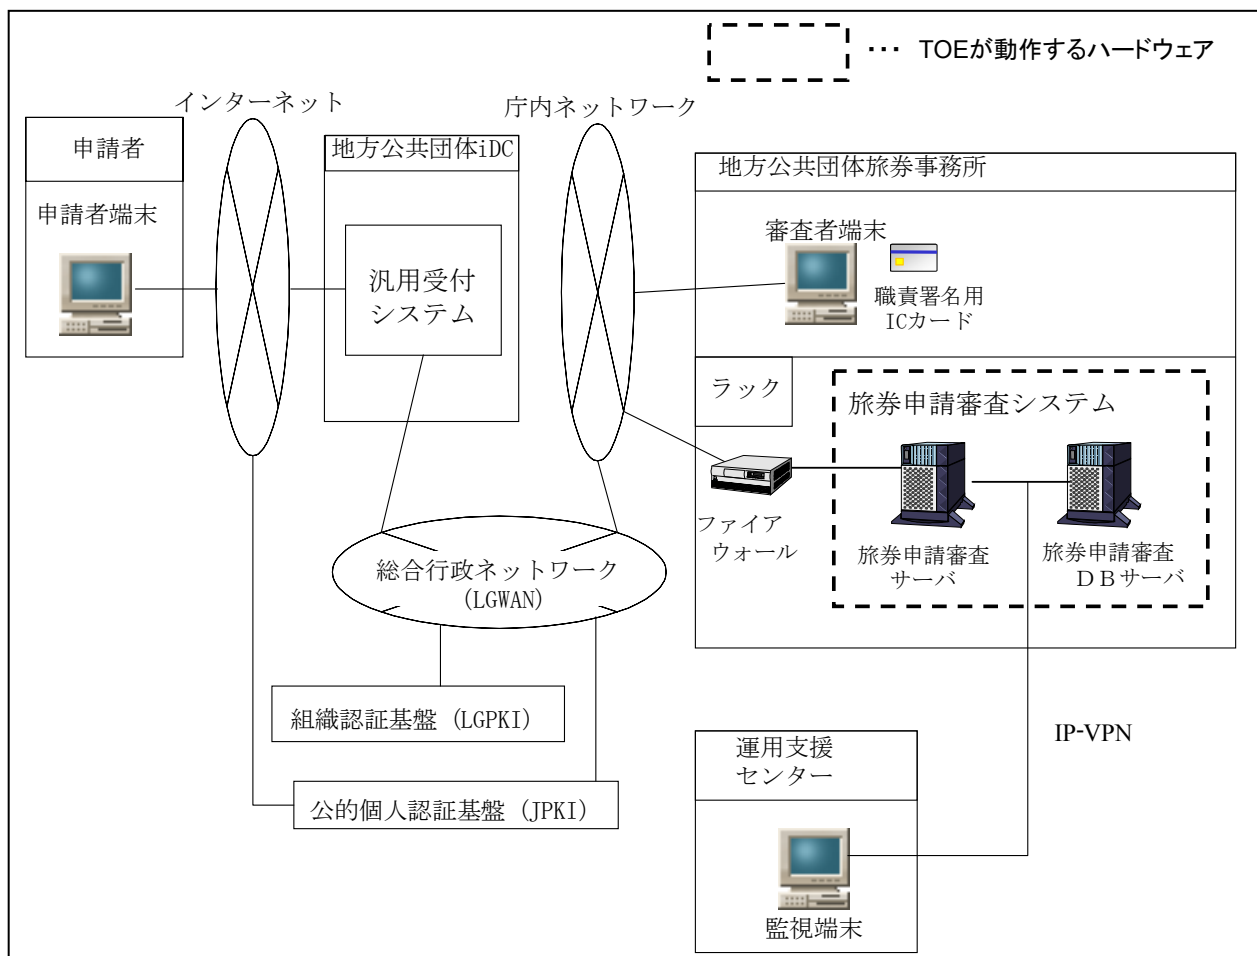 ･･･ TOEが動作するハードウェア
インターネット
庁内ネットワーク
申請者
地方公共団体iDC
地方公共団体旅券事務所
申請者端末
審査者端末
汎用受付
システム
職責署名用
ICカード
ラック
旅券申請審査システム
ファイア
ウォール
旅券申請審査
サーバ
旅券申請審査
ＤＢサーバ
総合行政ネットワーク
(LGWAN)
組織認証基盤 (LGPKI)
公的個人認証基盤 (JPKI)
IP-VPN
運用支援
センター
監視端末